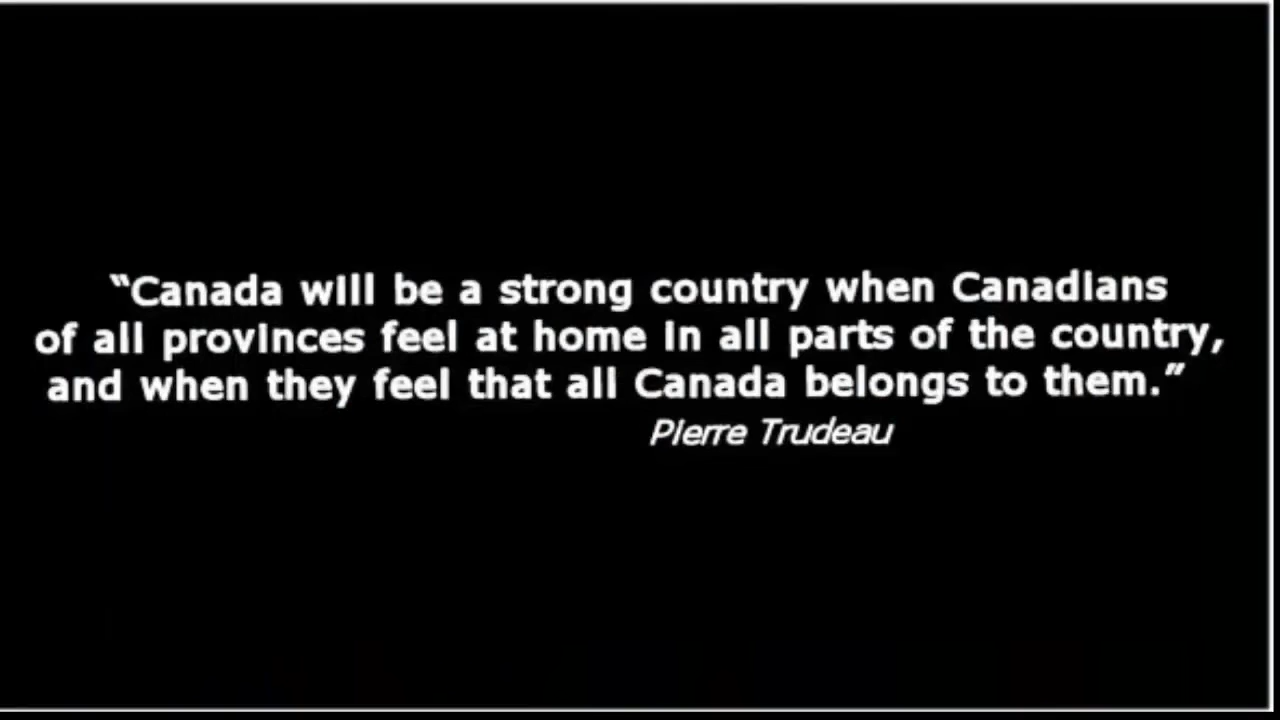 “Canada will be a strong country when Canadians
of all provinces feel at home in all parts of the country,
and when they feel that all Canada belongs to them.”
Pierre Trudeau